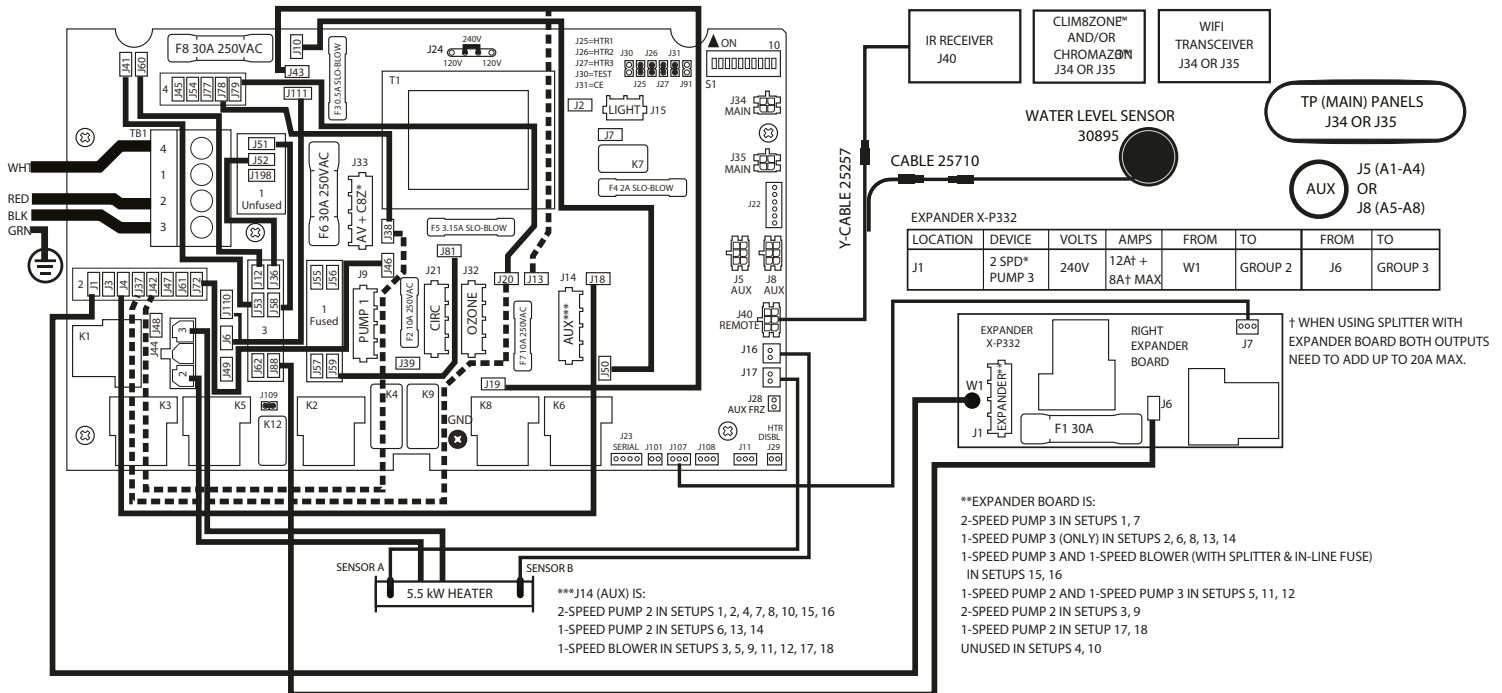 F8 30A 250VAC
J10
J41
J60
J43
4
J45
J54
J77
J78
J79
J111
F3 0.5A SLO-BLOW
J24
240V
120V
120V
T1
J25=HTR1
J26=HTR2
J27=HTR3
J30=TEST
J31=CE
J30
J26
J31
J25
J27
J91
ON
10
S1
J2
LIGHT
J15
J34
MAIN
J7
K7
J35
MAIN
F4 2A SLO-BLOW
J22
TB1
4
1
2
3
WHT
RED
BLK
GRN
J51
J52
J198
1
Unfused
F6 30A 250VAC
J33
AV + C8Z*
J38
J46
F5 3.15A SLO-BLOW
J81
2
J1
J3
J4
J37
J42
J47
J61
J72
J12
J36
J53
J58
3
J62
J88
J110
J6
J49
J55
J56
1
Fused
J57
J59
J9
PUMP 1
F2 10A 250VAC
J39
J21
CIRC
J32
OZONE
J20
J13
J14
AUX***
J18
F7 10A 250VAC
J50
J19
J5
AUX
J8
AUX
J40
REMOTE
J16
J17
J28
AUX FRZ
HTR
DISBL
J29
K1
J48
J44
3
2
K3
K5
J109
K12
K2
K4
K9
GND
K8
K6
J23
SERIAL
J101
J107
J108
J11
SENSOR A
SENSOR B
5.5 kW HEATER
***J14 (AUX) IS:
2-SPEED PUMP 2 IN SETUPS 1, 2, 4, 7, 8, 10, 15, 16
1-SPEED PUMP 2 IN SETUPS 6, 13, 14
1-SPEED BLOWER IN SETUPS 3, 5, 9, 11, 12, 17, 18
IR RECEIVER
J40
CLIM8ZONE™
AND/OR
J34 OR J35
WIFI
TRANSCEIVER
J34 OR J35
TP (MAIN) PANELS
J34 OR J35
WATER LEVEL SENSOR
30895
Y-CABLE 25257
CABLE 25710
AUX
J5 (A1-A4)
OR
J8 (A5-A8)
EXPANDER X-P332
LOCATION DEVICE VOLTS AMPS FROM TO FROM TO
J1 2 SPD* PUMP 3 240V 12A† + 8A† MAX W1 GROUP 2 J6 GROUP 3
EXPANDER
X-P332
RIGHT
EXPANDER
BOARD
J7
W1
J1
EXPANDER**
F1 30A
J6
† WHEN USING SPLITTER WITH
EXPANDER BOARD BOTH OUTPUTS
NEED TO ADD UP TO 20A MAX.
**EXPANDER BOARD IS:
2-SPEED PUMP 3 IN SETUPS 1, 7
1-SPEED PUMP 3 (ONLY) IN SETUPS 2, 6, 8, 13, 14
1-SPEED PUMP 3 AND 1-SPEED BLOWER (WITH SPLITTER & IN-LINE FUSE)
IN SETUPS 15, 16
1-SPEED PUMP 2 AND 1-SPEED PUMP 3 IN SETUPS 5, 11, 12
2-SPEED PUMP 2 IN SETUPS 3, 9
1-SPEED PUMP 2 IN SETUP 17, 18
UNUSED IN SETUPS 4, 10